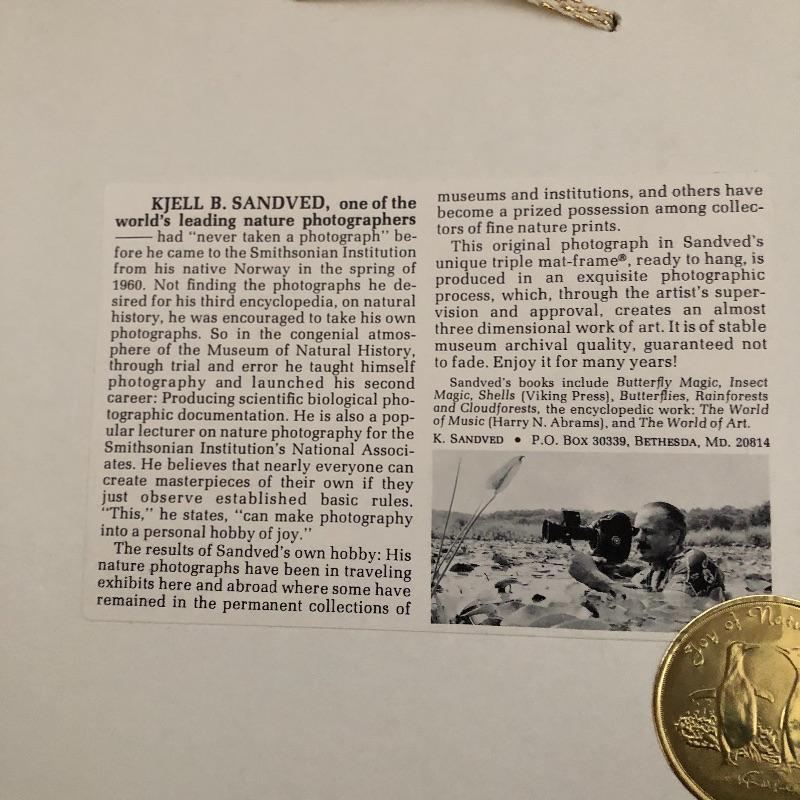 KJELL B. SANDVED, one of the
world's leading nature photographers
—— had "never taken a photograph" be-
fore he came to the Smithsonian Institution
from his native Norway in the spring of
1960. Not finding the photographs he de-
sired for his third encyclopedia, on natural
history, he was encouraged to take his own
photographs. So in the congenial atmos-
phere of the Museum of Natural History,
through trial and error he taught himself
photography and launched his second
career: Producing scientific biological pho-
tographic documentation. He is also a pop-
ular lecturer on nature photography for the
Smithsonian Institution's National Associ-
ates. He believes that nearly everyone can
create masterpieces of their own if they
just observe established basic rules.
"This," he states, "can make photography
into a personal hobby of joy."
The results of Sandved's own hobby: His
nature photographs have been in traveling
exhibits here and abroad where some have
remained in the permanent collections of
museums and institutions, and others have
become a prized possession among collec-
tors of fine nature prints.
This original photograph in Sandved's
unique triple mat-frame®, ready to hang, is
produced in an exquisite photographic
process, which, through the artist's super-
vision and approval, creates an almost
three dimensional work of art. It is of stable
museum archival quality, guaranteed not
to fade. Enjoy it for many years!
Sandved's books include Butterfly Magic, Insect
Magic, Shells (Viking Press), Butterflies, Rainforests
and Cloudforests, the encyclopedic work: The World
of Music (Harry N. Abrams), and The World of Art.
K. SANDVED • P.O. BOX 30339, BETHESDA, MD. 20814
Joy of Natu